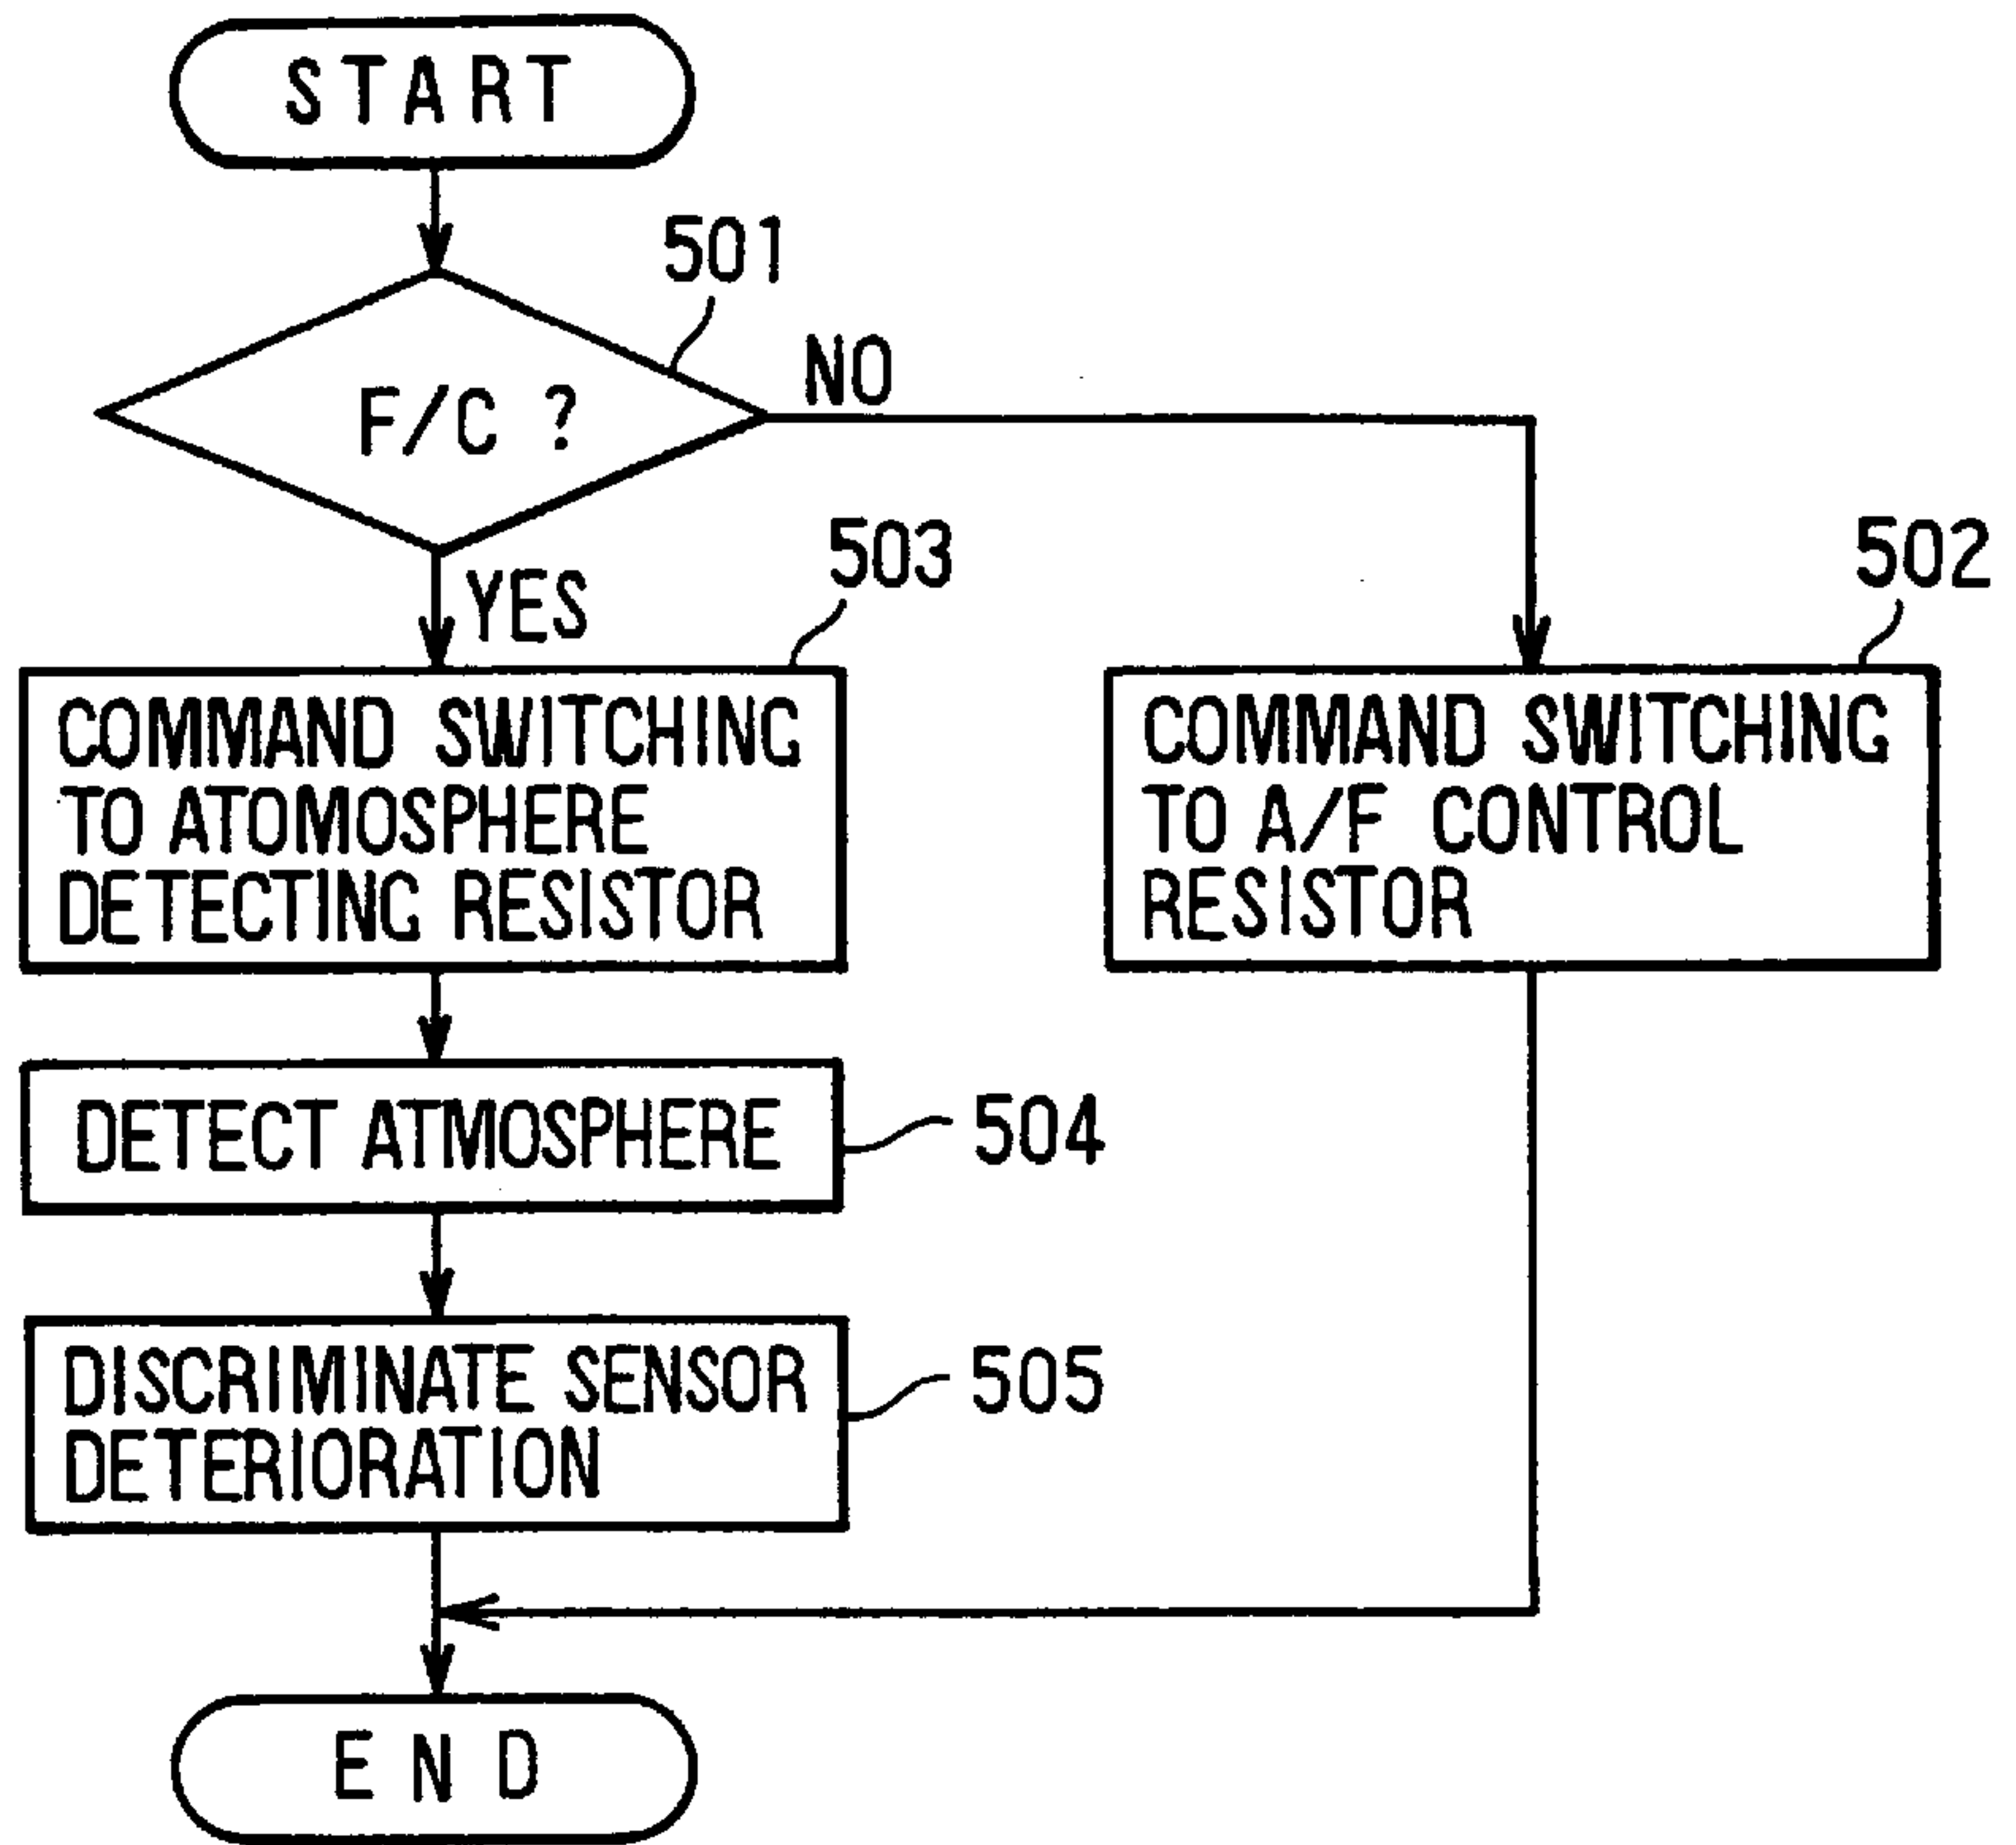 START
501
F/C ?
NO
YES
503
COMMAND SWITCHING
TO ATOMOSPHERE
DETECTING RESISTOR
502
COMMAND SWITCHING
TO A/F CONTROL
RESISTOR
DETECT ATMOSPHERE
504
DISCRIMINATE SENSOR
DETERIORATION
505
END